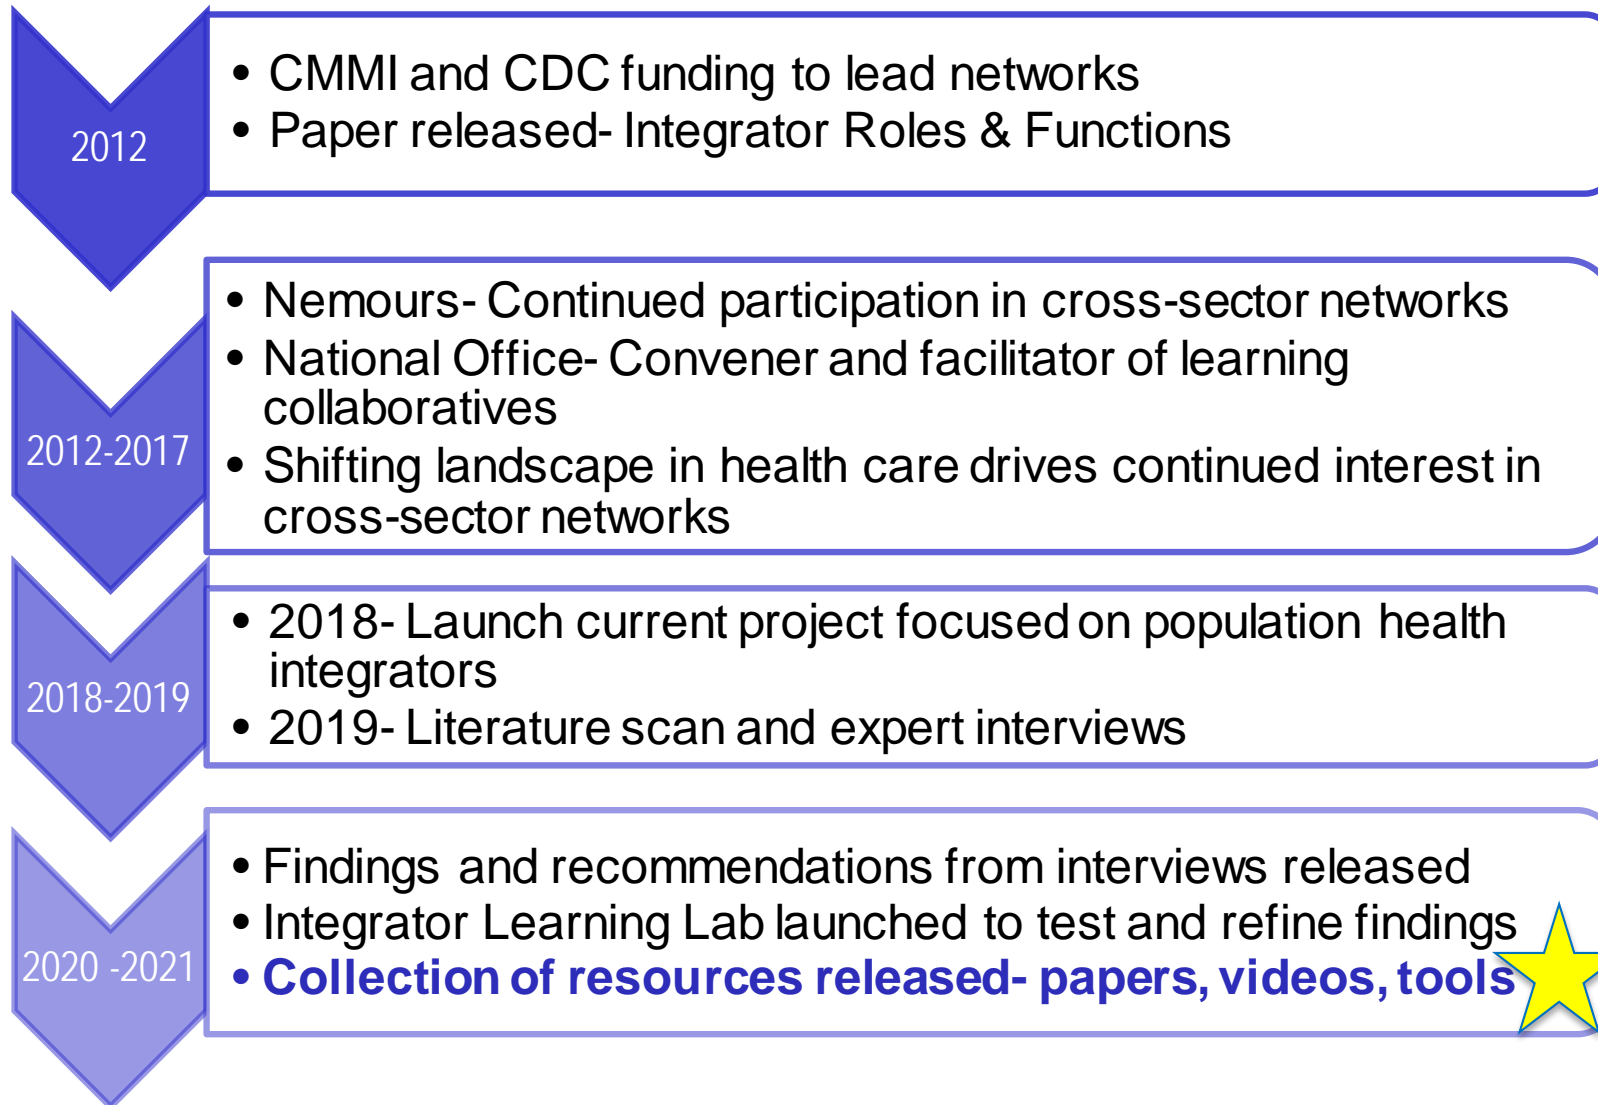 2012
• CMMI and CDC funding to lead networks
• Paper released- Integrator Roles & Functions
2012-2017
• Nemours- Continued participation in cross-sector networks
• National Office- Convener and facilitator of learning
collaboratives
• Shifting landscape in health care drives continued interest in
cross-sector networks
2018-2019
• 2018- Launch current project focused on population health
integrators
• 2019- Literature scan and expert interviews
2020 -2021
• Findings and recommendations from interviews released
• Integrator Learning Lab launched to test and refine findings
• Collection of resources released- papers, videos, tools